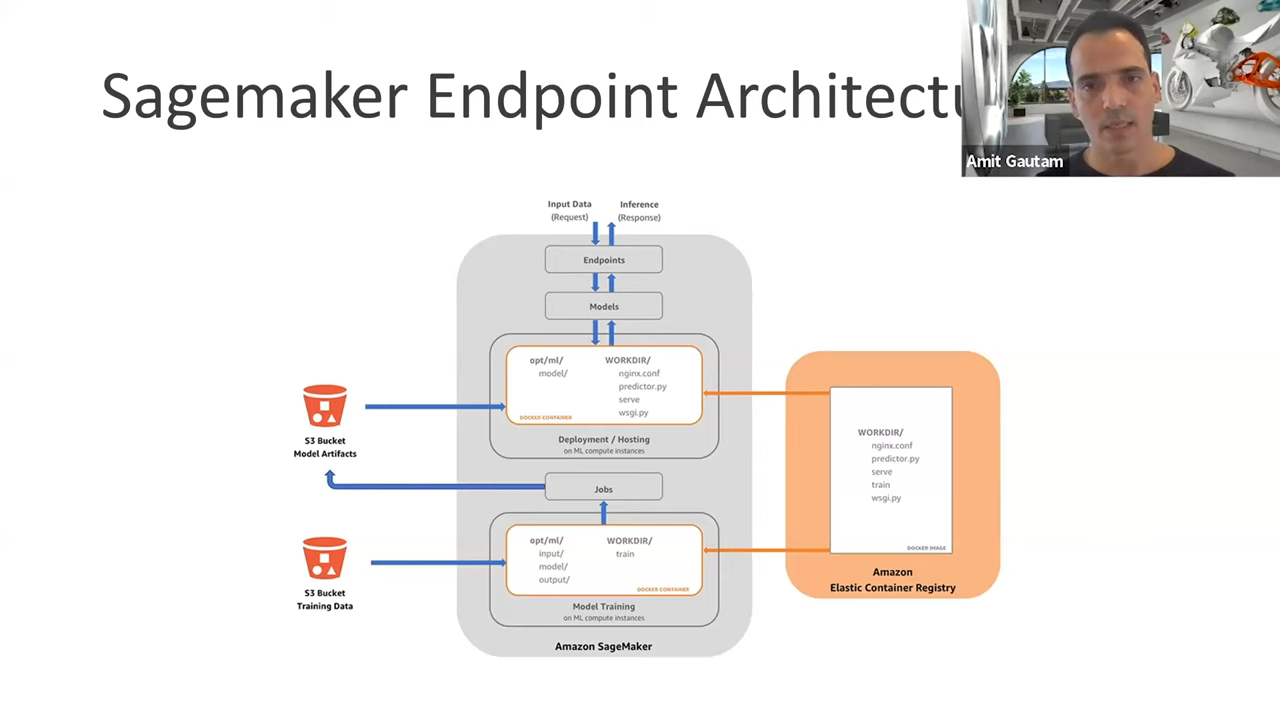 Sagemaker Endpoint Architectu
Amit Gautam
Input Data
(Request)
Inference
(Response)
Endpoints
Models
opt/ml/
model/
WORKDIR/
nginx.conf
predictor.py
serve
wsgi.py
DOCKER CONTAINER
Deployment / Hosting
on ML compute instances
S3 Bucket
Model Artifacts
Jobs
opt/ml/
input/
model/
output/
WORKDIR/
train
DOCKER CONTAINER
Model Training
on ML compute instances
S3 Bucket
Training Data
Amazon SageMaker
WORKDIR/
nginx.conf
predictor.py
serve
train
wsgi.py
DOCKER IMAGE
Amazon
Elastic Container Registry